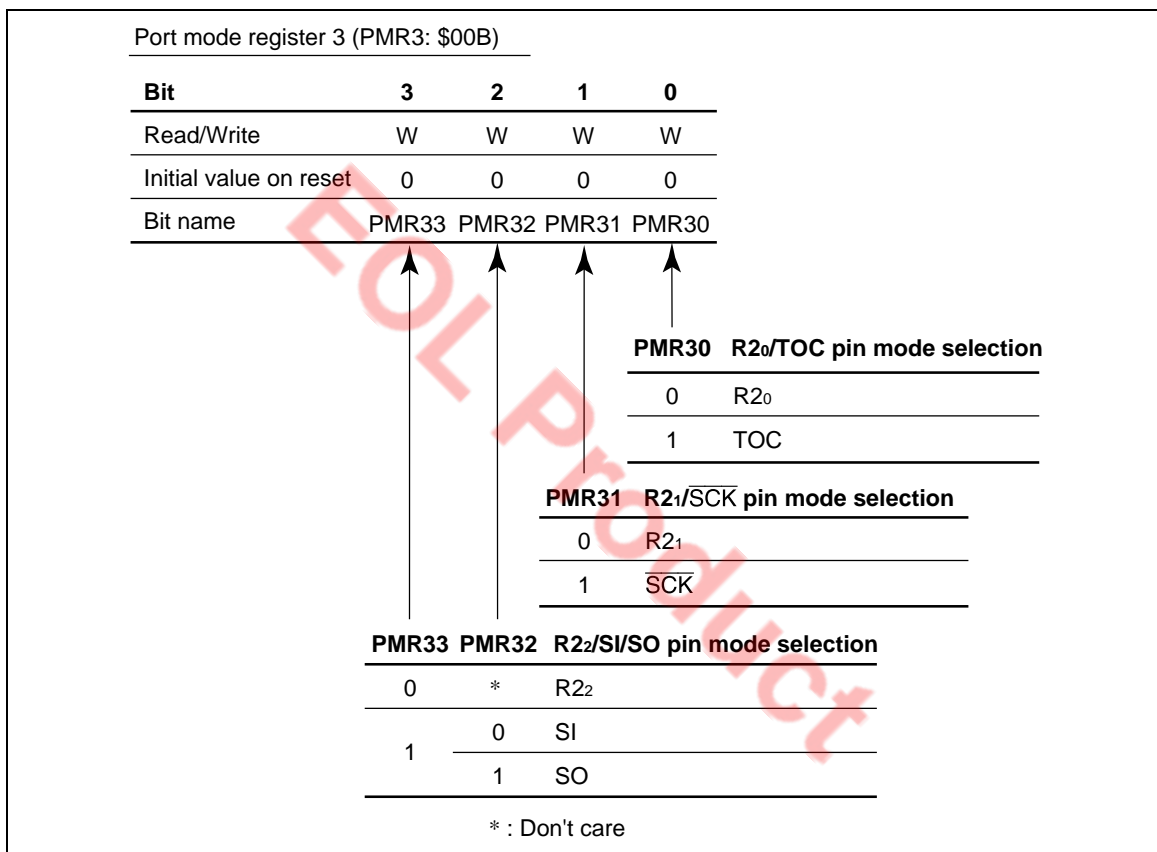 Port mode register 3 (PMR3: $00B)
Bit 3 2 1 0
Read/Write W W W W
Initial value on reset 0 0 0 0
Bit name PMR33 PMR32 PMR31 PMR30
PMR30 R2₀/TOC pin mode selection
0 R2₀
1 TOC
PMR31 R2₁/S̅C̅K̅ pin mode selection
0 R2₁
1 S̅C̅K̅
PMR33 PMR32 R2₂/SI/SO pin mode selection
0 * R2₂
1 0 SI
1 SO
* : Don't care
EOL Product